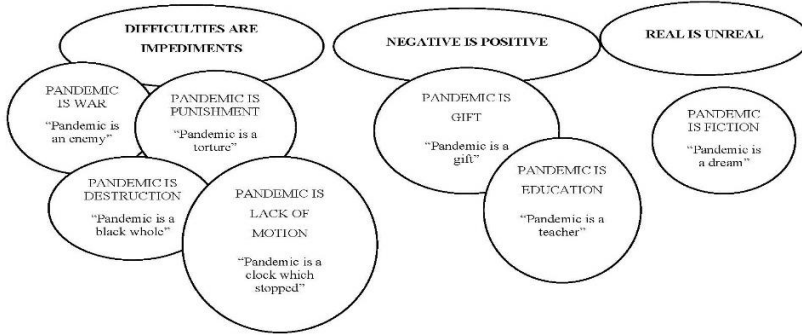 DIFFICULTIES ARE
IMPEDIMENTS
NEGATIVE IS POSITIVE
REAL IS UNREAL
PANDEMIC
IS WAR
“Pandemic is
an enemy”
PANDEMIC IS
PUNISHMENT
“Pandemic is a
torture”
PANDEMIC IS
DESTRUCTION
“Pandemic is a
black whole”
PANDEMIC IS
LACK OF
MOTION
“Pandemic is a
clock which
stopped”
PANDEMIC IS
GIFT
“Pandemic is a
gift”
PANDEMIC IS
EDUCATION
“Pandemic is a
teacher”
PANDEMIC
IS FICTION
“Pandemic is
a dream”